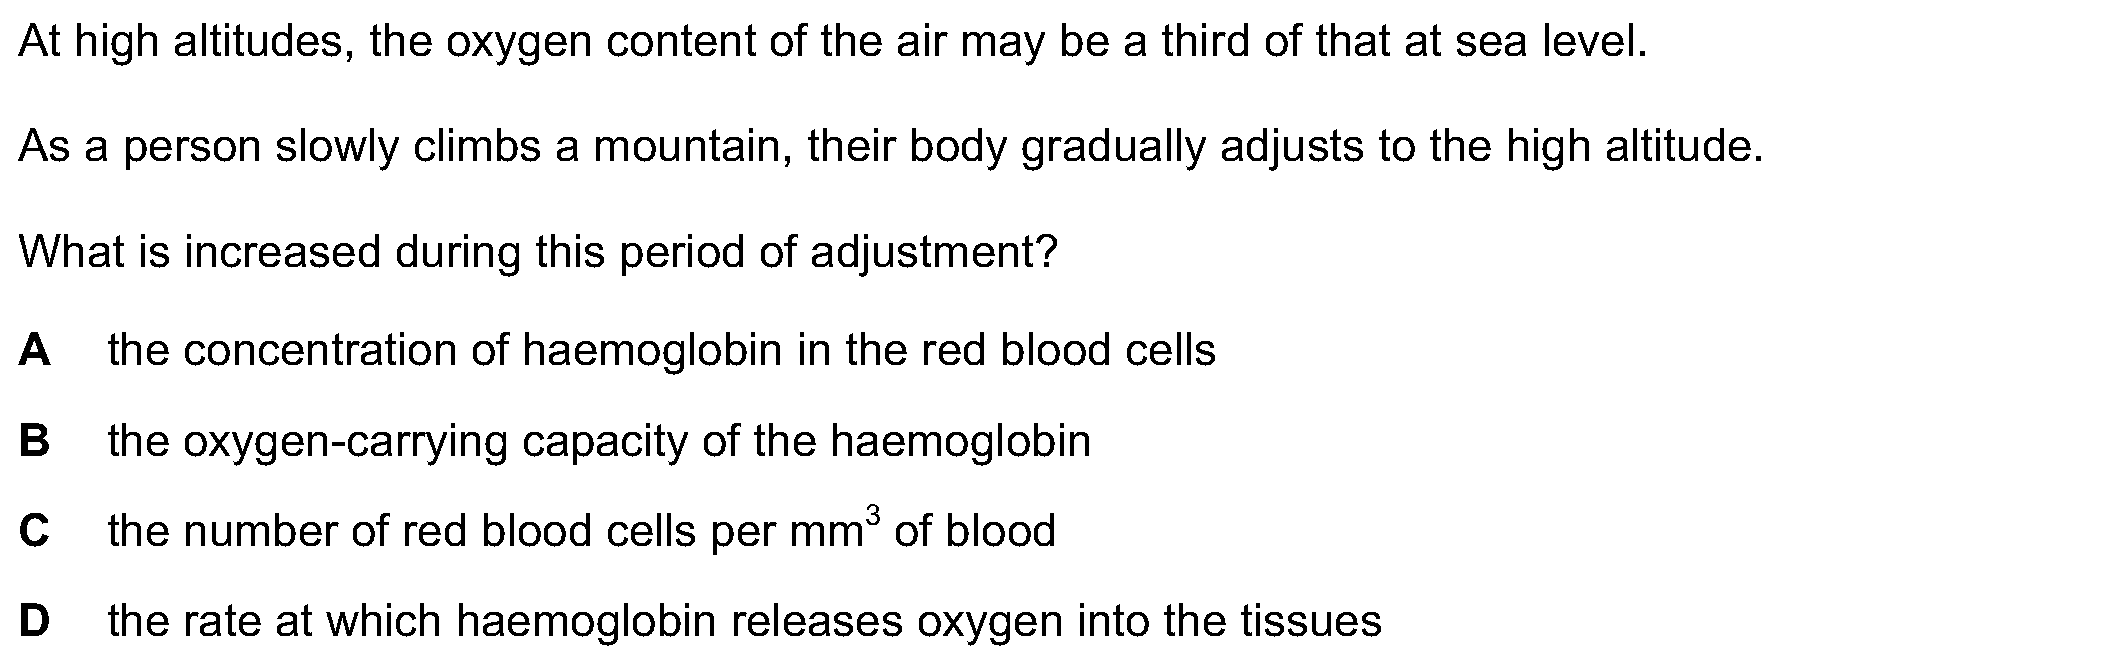 At high altitudes, the oxygen content of the air may be a third of that at sea level.
As a person slowly climbs a mountain, their body gradually adjusts to the high altitude.
What is increased during this period of adjustment?
A the concentration of haemoglobin in the red blood cells
B the oxygen-carrying capacity of the haemoglobin
C the number of red blood cells per mm³ of blood
D the rate at which haemoglobin releases oxygen into the tissues